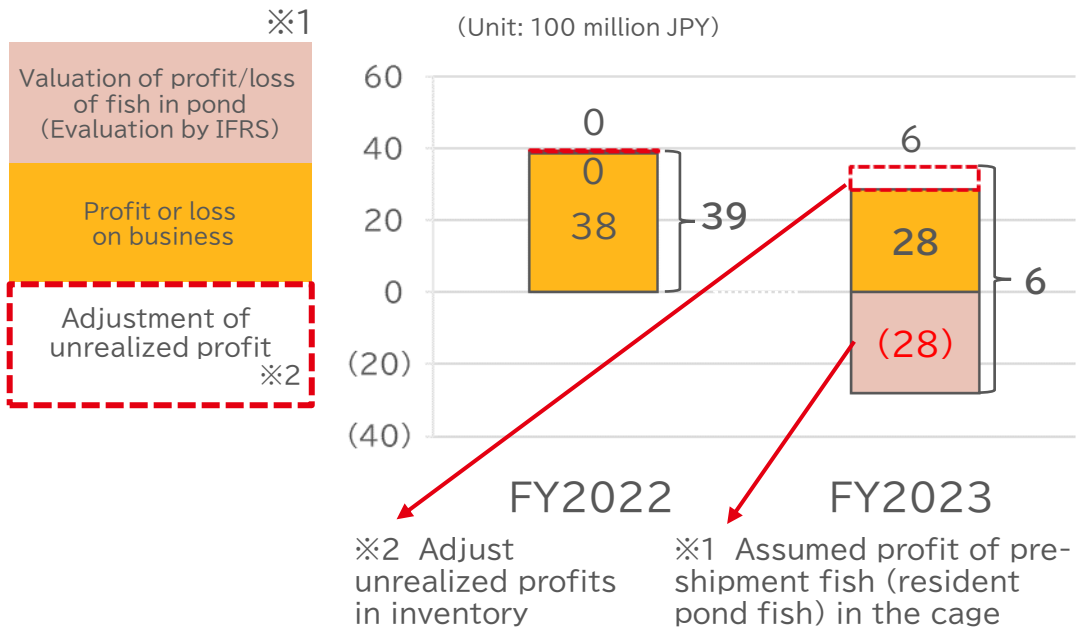 ※1
Valuation of profit/loss
of fish in pond
(Evaluation by IFRS)
Profit or loss
on business
Adjustment of
unrealized profit
※2
(Unit: 100 million JPY)
60
40
20
0
(20)
(40)
0
0
38
39
6
28
(28)
6
FY2022
FY2023
※2 Adjust
unrealized profits
in inventory
※1 Assumed profit of pre-
shipment fish (resident
pond fish) in the cage